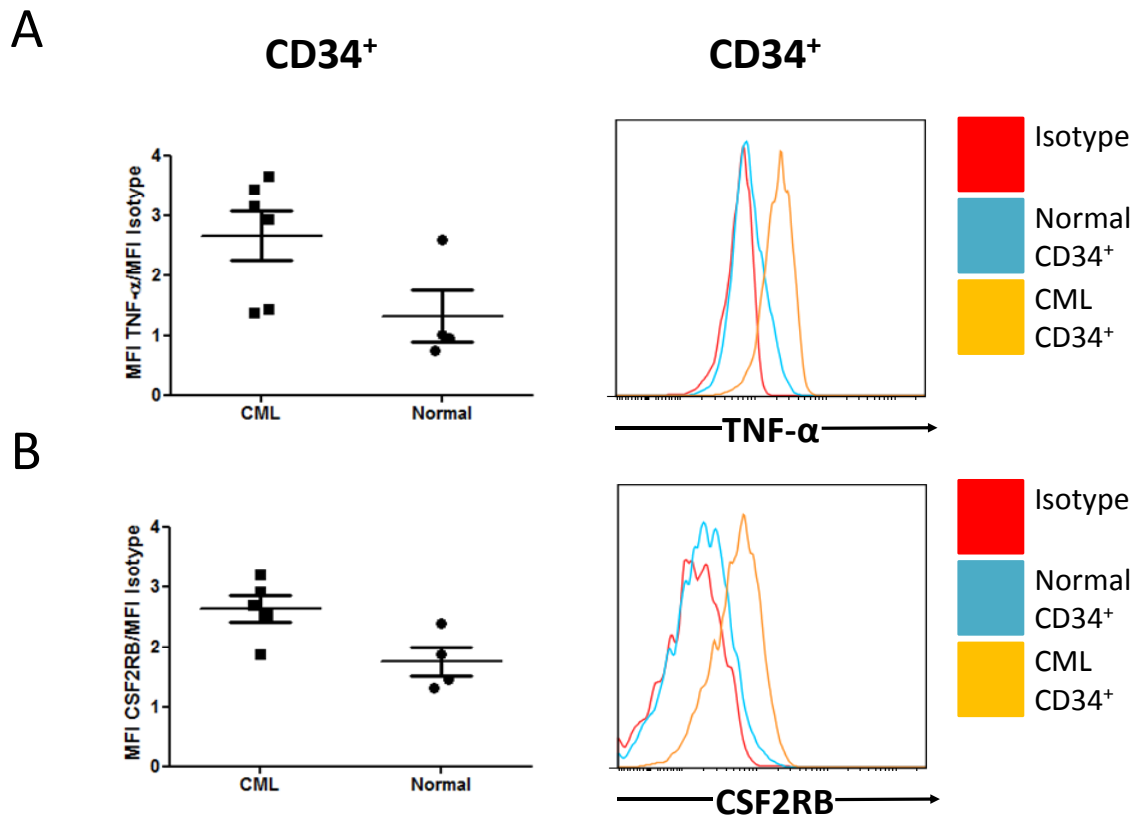 A
CD34⁺
CD34⁺
MFI TNF-α/MFI Isotype
4
3
2
1
0
CML
Normal
TNF-α
Isotype
Normal
CD34⁺
CML
CD34⁺
B
MFI CSF2RB/MFI Isotype
4
3
2
1
0
CML
Normal
CSF2RB
Isotype
Normal
CD34⁺
CML
CD34⁺